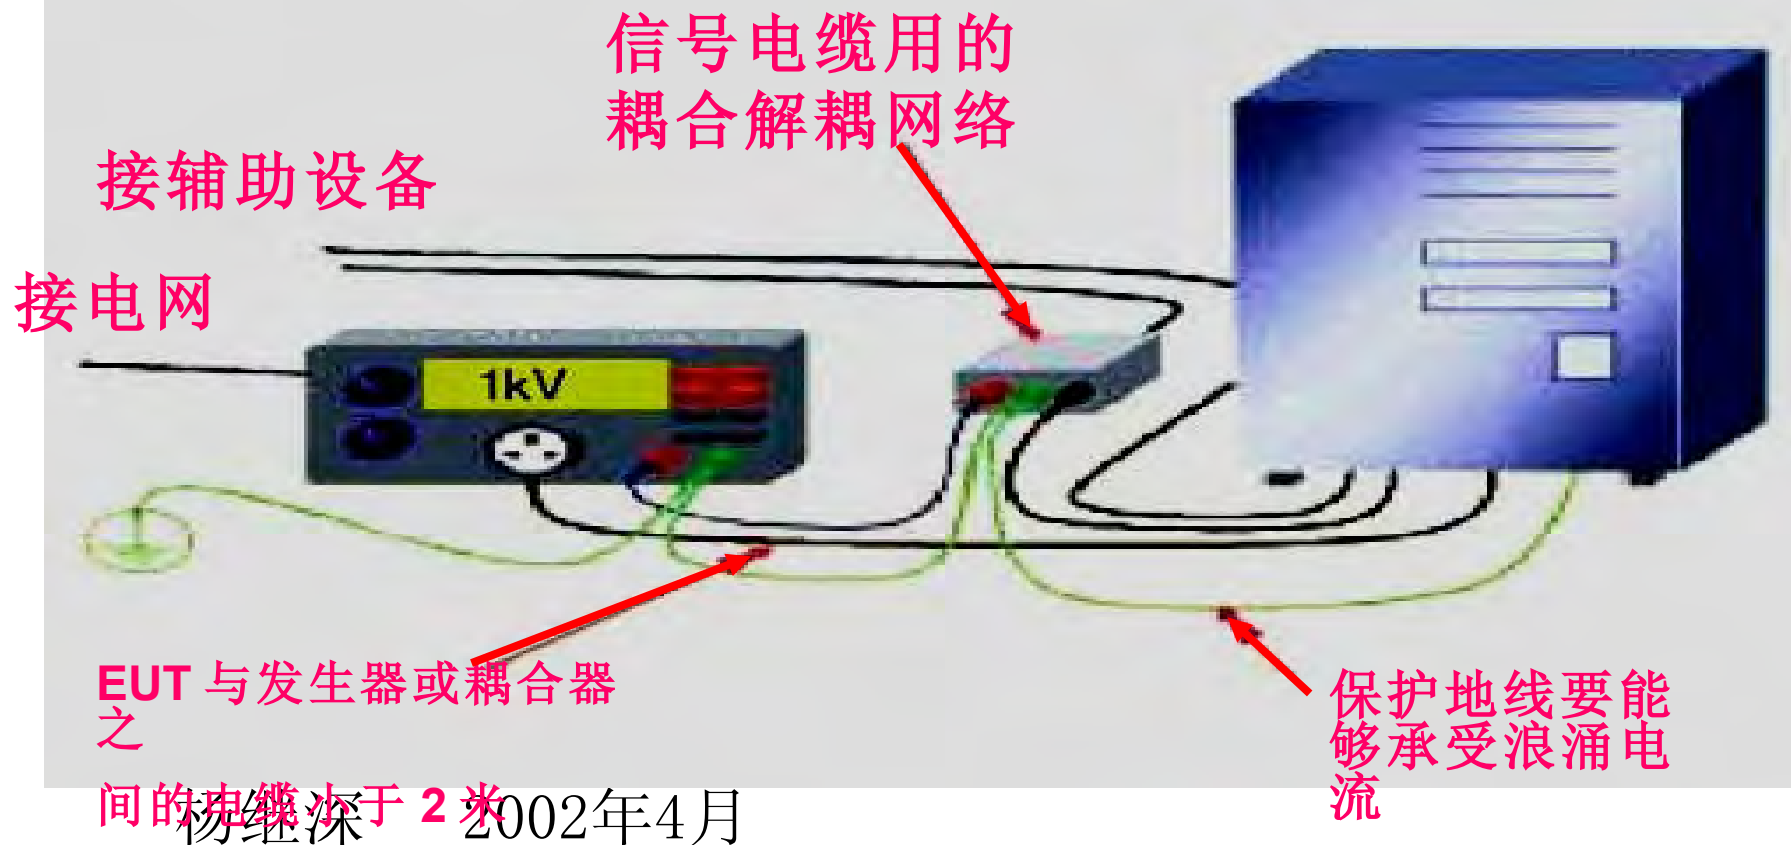 信号电缆用的
耦合解耦网络
接辅助设备
接电网
1kV
EUT 与发生器或耦合器
之
间的电缆小于 2 米
保护地线要能
够承受浪涌电
流
杨继深 2002年4月